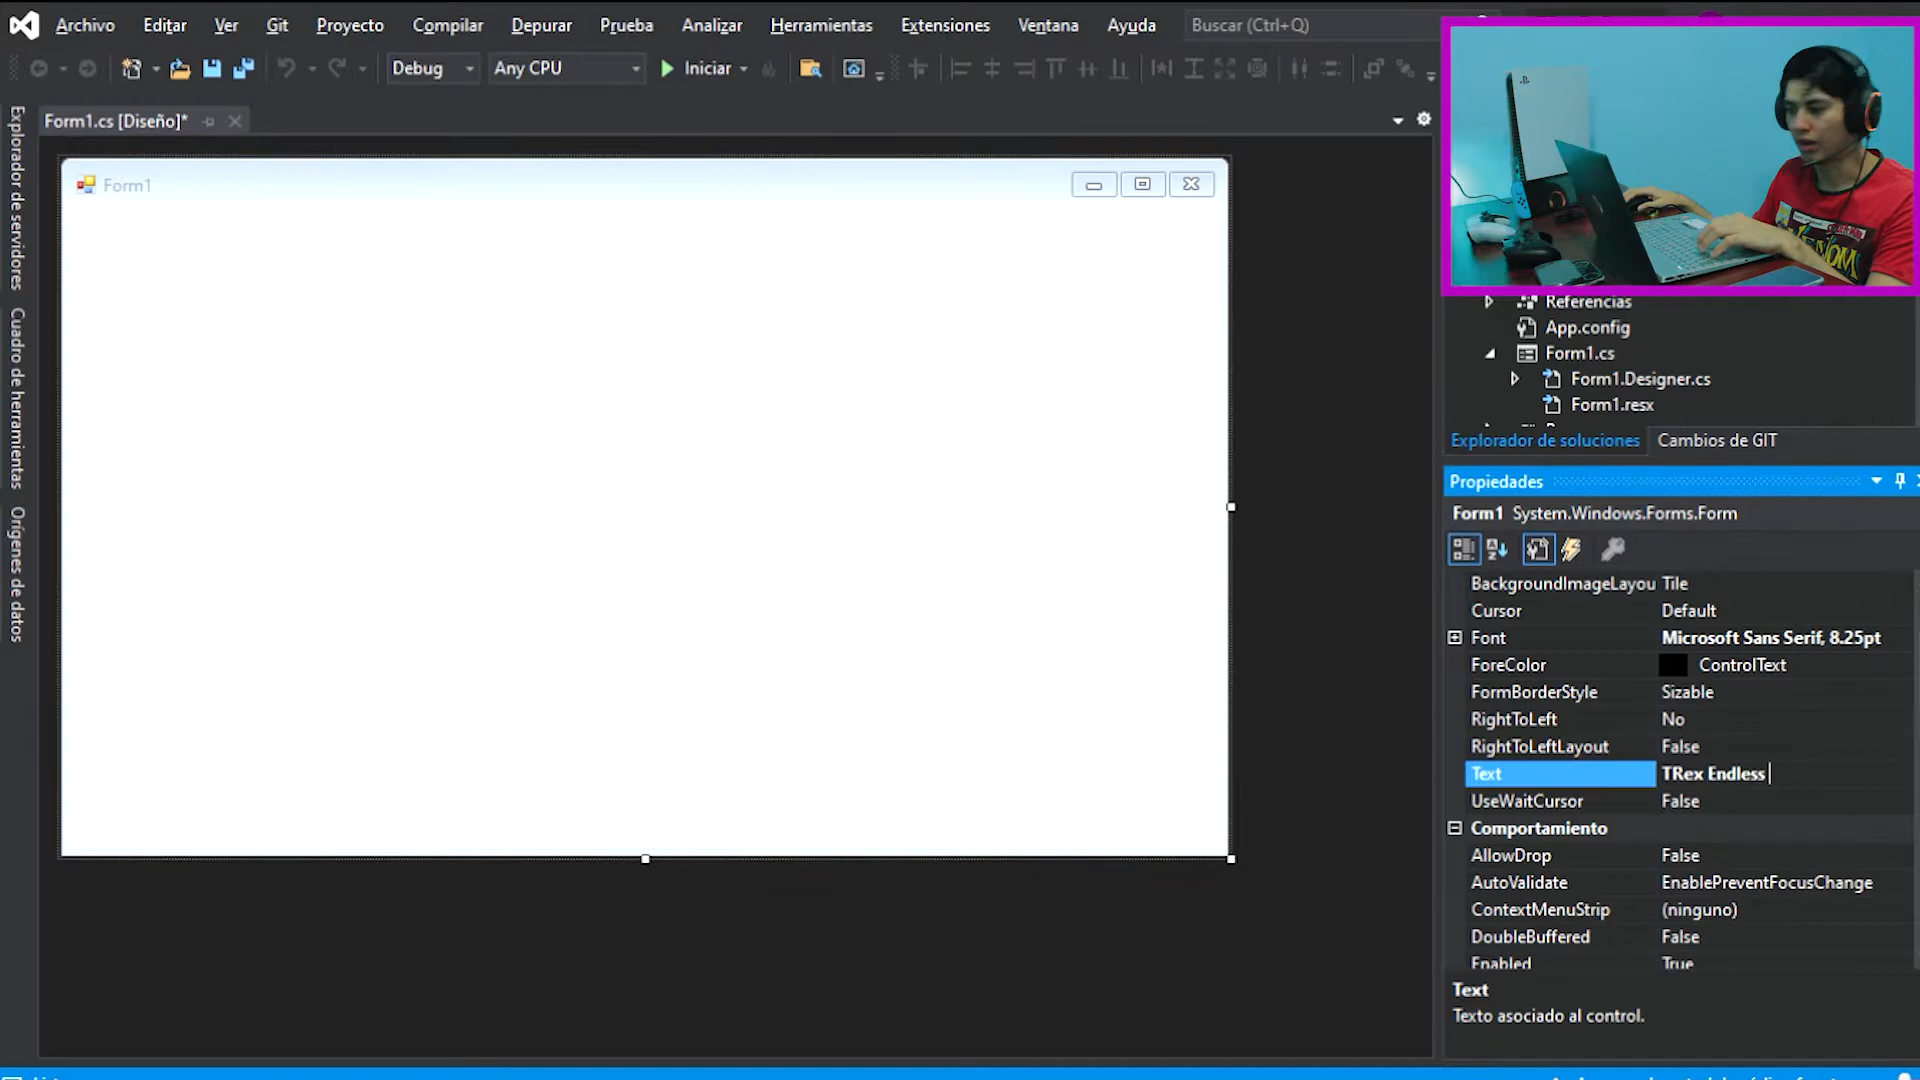 Archivo Editar Ver Git Proyecto Compilar Depurar Prueba Analizar Herramientas Extensiones Ventana Ayuda Buscar (Ctrl+Q)
Debug Any CPU Iniciar
Form1.cs [Diseño]*
Explorador de servidores
Cuadro de herramientas
Orígenes de datos
Form1
VENOM
Referencias
App.config
Form1.cs
Form1.Designer.cs
Form1.resx
Explorador de soluciones Cambios de GIT
Propiedades
Form1 System.Windows.Forms.Form
BackgroundImageLayou Tile
Cursor Default
Font Microsoft Sans Serif, 8.25pt
ForeColor ControlText
FormBorderStyle Sizable
RightToLeft No
RightToLeftLayout False
Text TRex Endless
UseWaitCursor False
Comportamiento
AllowDrop False
AutoValidate EnablePreventFocusChange
ContextMenuStrip (ninguno)
DoubleBuffered False
Enabled True
Text
Texto asociado al control.